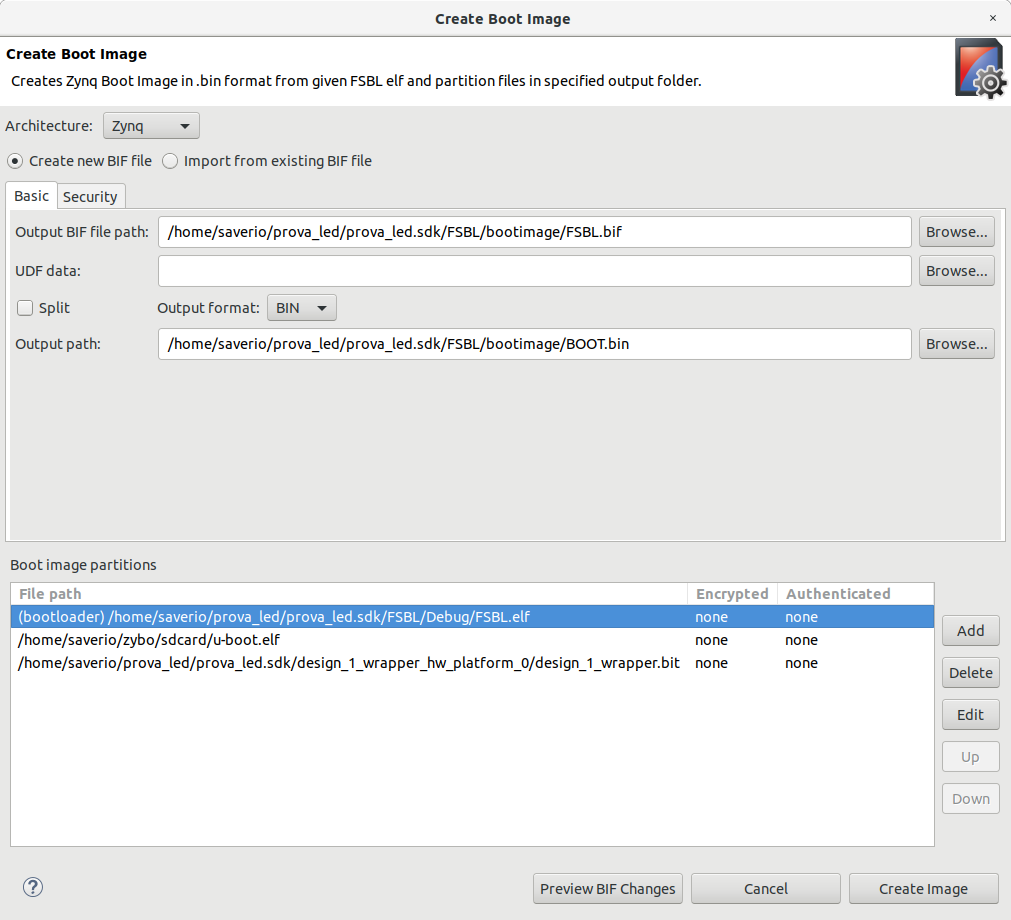 Create Boot Image
×
Create Boot Image
Creates Zynq Boot Image in .bin format from given FSBL elf and partition files in specified output folder.
Architecture: Zynq
Create new BIF file Import from existing BIF file
Basic Security
Output BIF file path: /home/saverio/prova_led/prova_led.sdk/FSBL/bootimage/FSBL.bif Browse...
UDF data: Browse...
Split Output format: BIN
Output path: /home/saverio/prova_led/prova_led.sdk/FSBL/bootimage/BOOT.bin Browse...
Boot image partitions
File path Encrypted Authenticated
(bootloader) /home/saverio/prova_led/prova_led.sdk/FSBL/Debug/FSBL.elf none none
/home/saverio/zybo/sdcard/u-boot.elf none none
/home/saverio/prova_led/prova_led.sdk/design_1_wrapper_hw_platform_0/design_1_wrapper.bit none none
Add
Delete
Edit
Up
Down
? Preview BIF Changes Cancel Create Image